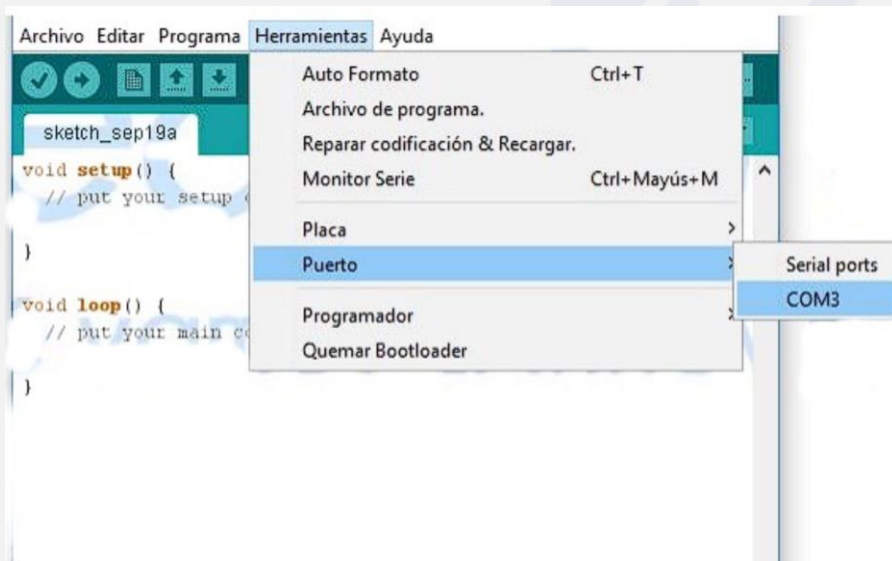 Archivo Editar Programa Herramientas Ayuda
Auto Formato Ctrl+T
Archivo de programa.
Reparar codificación & Recargar.
Monitor Serie Ctrl+Mayús+M
Placa
Puerto
Programador
Quemar Bootloader
Serial ports
COM3
sketch_sep19a
void setup() {
// put your setup
}
void loop() {
// put your main
}